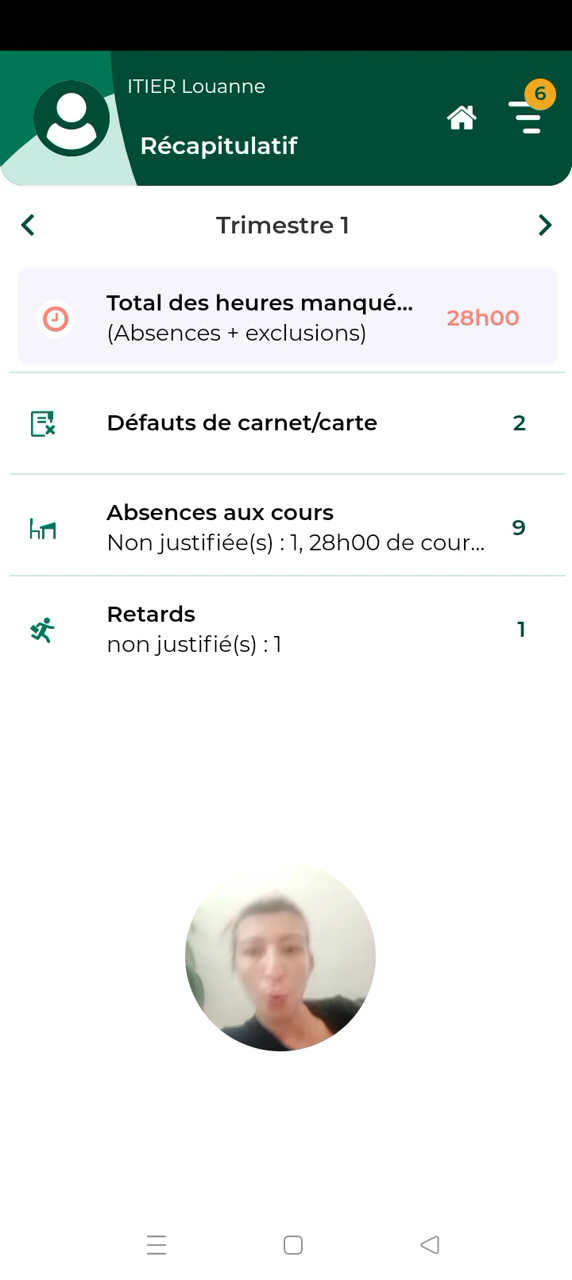 ITIER Louanne
6
Récapitulatif
Trimestre 1
Total des heures manqué...
(Absences + exclusions)
28h00
Défauts de carnet/carte
2
Absences aux cours
Non justifiée(s) : 1, 28h00 de cour...
9
Retards
non justifié(s) : 1
1